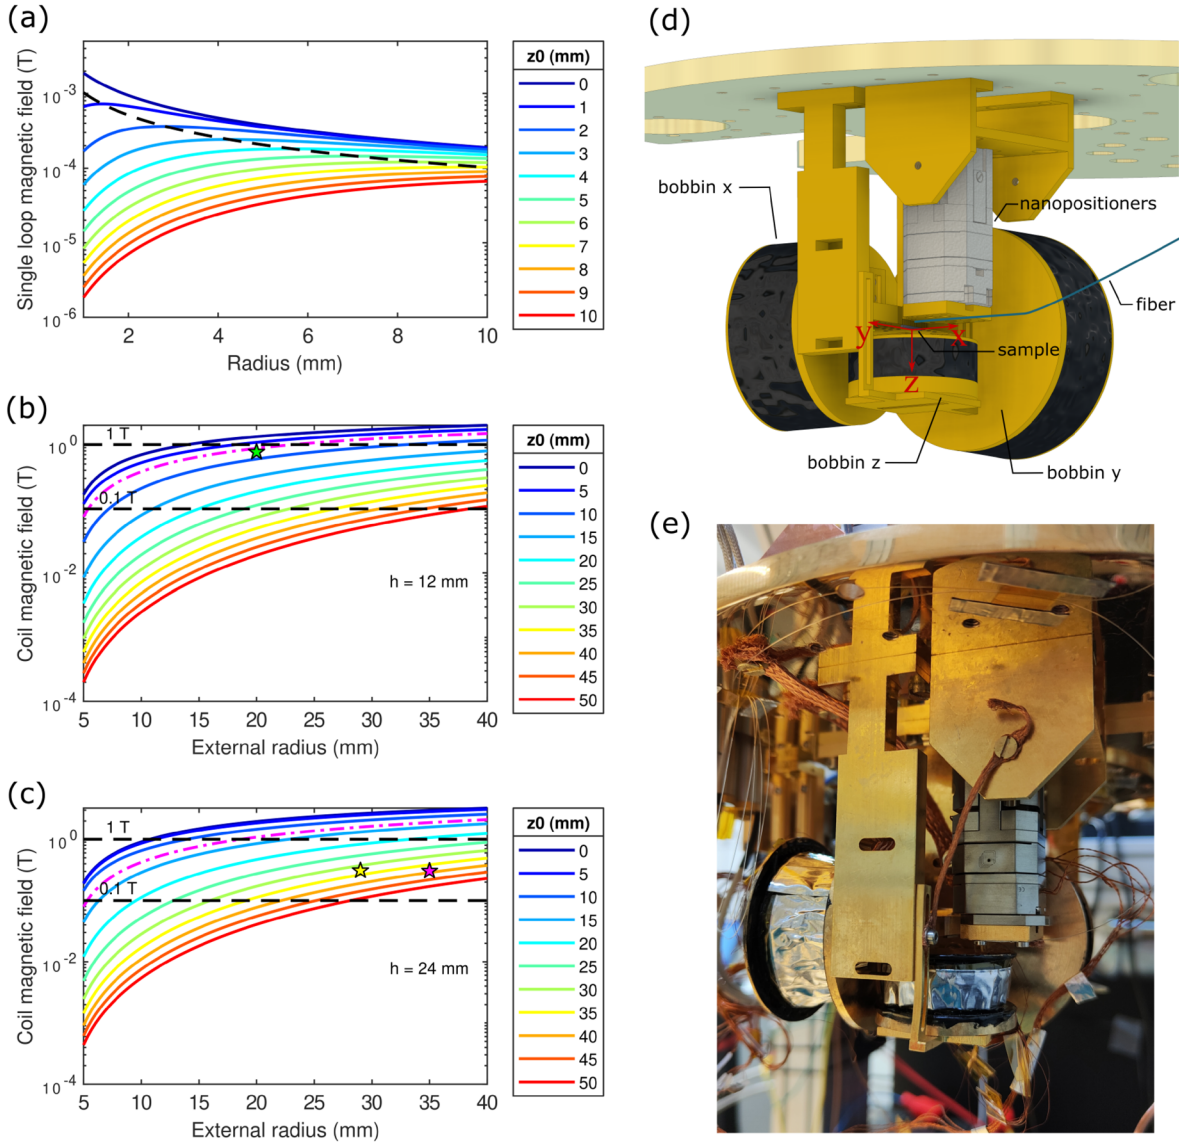 (a)
Single loop magnetic field (T)
10^-3
10^-4
10^-5
10^-6
2
4
6
8
10
Radius (mm)
z0 (mm)
0
1
2
3
4
5
6
7
8
9
10
(b)
Coil magnetic field (T)
10^0
10^-2
10^-4
1 T
0.1 T
h = 12 mm
5
10
15
20
25
30
35
40
External radius (mm)
z0 (mm)
0
5
10
15
20
25
30
35
40
45
50
(c)
Coil magnetic field (T)
10^0
10^-2
10^-4
1 T
0.1 T
h = 24 mm
5
10
15
20
25
30
35
40
External radius (mm)
z0 (mm)
0
5
10
15
20
25
30
35
40
45
50
(d)
bobbin x
nanopositioners
fiber
y
x
z
sample
bobbin z
bobbin y
(e)